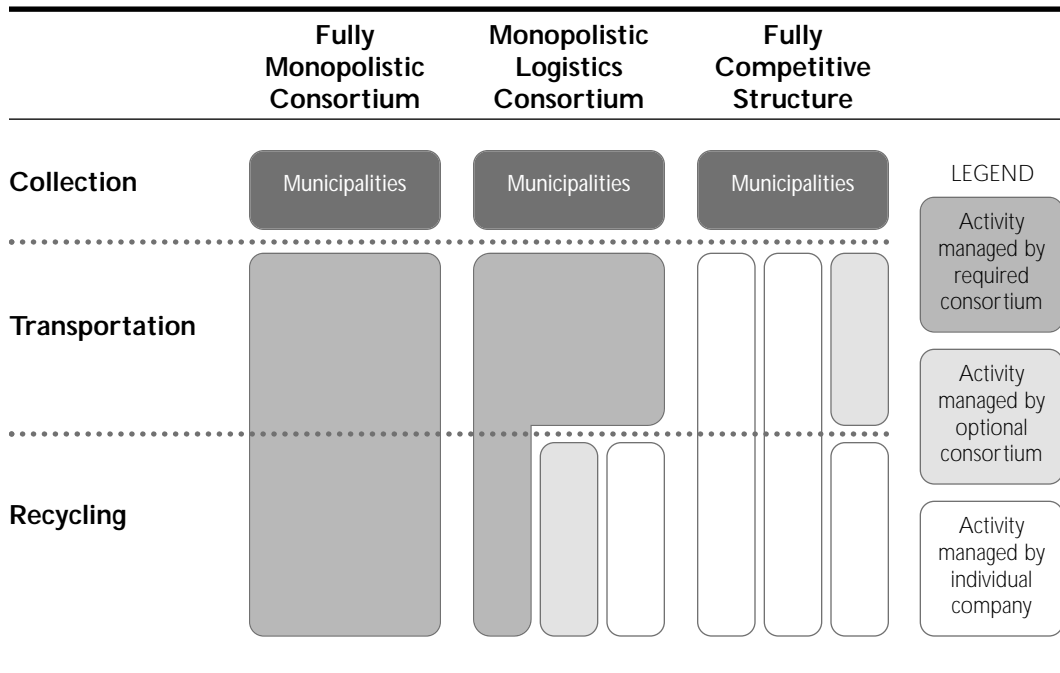 Fully
Monopolistic
Consortium
Monopolistic
Logistics
Consortium
Fully
Competitive
Structure
Collection
Municipalities
Municipalities
Municipalities
LEGEND
Activity
managed by
required
consortium
Transportation
Activity
managed by
optional
consortium
Recycling
Activity
managed by
individual
company